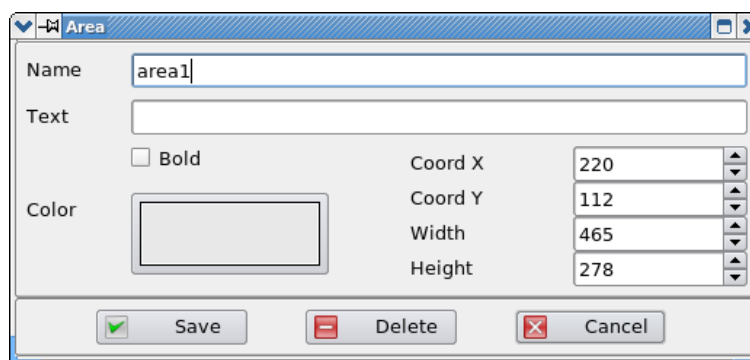 Area
Name area1
Text
Bold
Coord X 220
Coord Y 112
Color
Width 465
Height 278
Save Delete Cancel